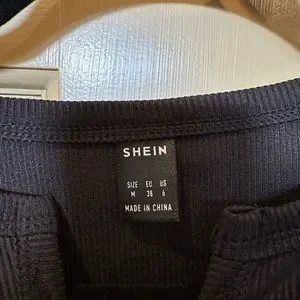 SHEIN
SIZE EU US
M 38 6
MADE IN CHINA